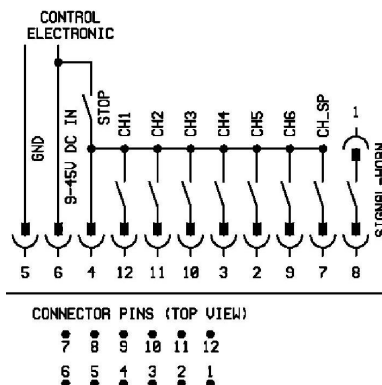 CONTROL
ELECTRONIC
GND
9-45V DC IN
STOP
CH1
CH2
CH3
CH4
CH5
CH6
CH_SP
1
SIGNAL-HORN
5 6 4 12 11 10 3 2 9 7 8
CONNECTOR PINS (TOP VIEW)
7 8 9 10 11 12
6 5 4 3 2 1